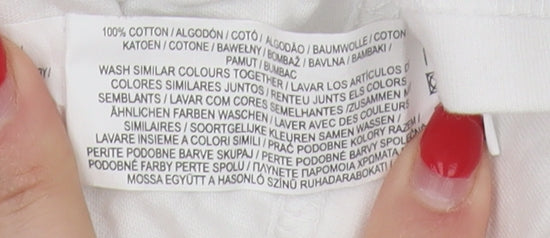 100% COTTON / ALGODÓN / COTÓ / ALGODÃO / BAUMWOLLE / COTON
KATOEN / COTONE / BAWEŁNY / BOMBAŽ / BAVLNA / BAMBAKI /
PAMUT / BUMBAC
WASH SIMILAR COLOURS TOGETHER / LAVAR LOS ARTÍCULOS DE
COLORES SIMILARES JUNTOS / RENTEU JUNTS ELS COLORS
SEMBLANTS / LAVAR COM CORES SEMELHANTES /ZUSAMMEN MIT
ÄHNLICHEN FARBEN WASCHEN / LAVER AVEC DES COULEURS
SIMILAIRES / SOORTGELIJKE KLEUREN SAMEN WASSEN /
LAVARE INSIEME A COLORI SIMILI / PRAĆ PODOBNE KOLORY RAZEM /
PERITE PODOBNE BARVE SKUPAJ / PERTE PODOBNÉ BARVY SPOLEČNĚ
PODOBNÉ FARBY PERTE SPOLU / ΠΛΥΝΕΤΕ ΠΑΡΟΜΟΙΑ ΧΡΩΜΑΤΑ
MOSSA EGYÜTT A HASONLÓ SZÍNŰ RUHADARABOKAT /